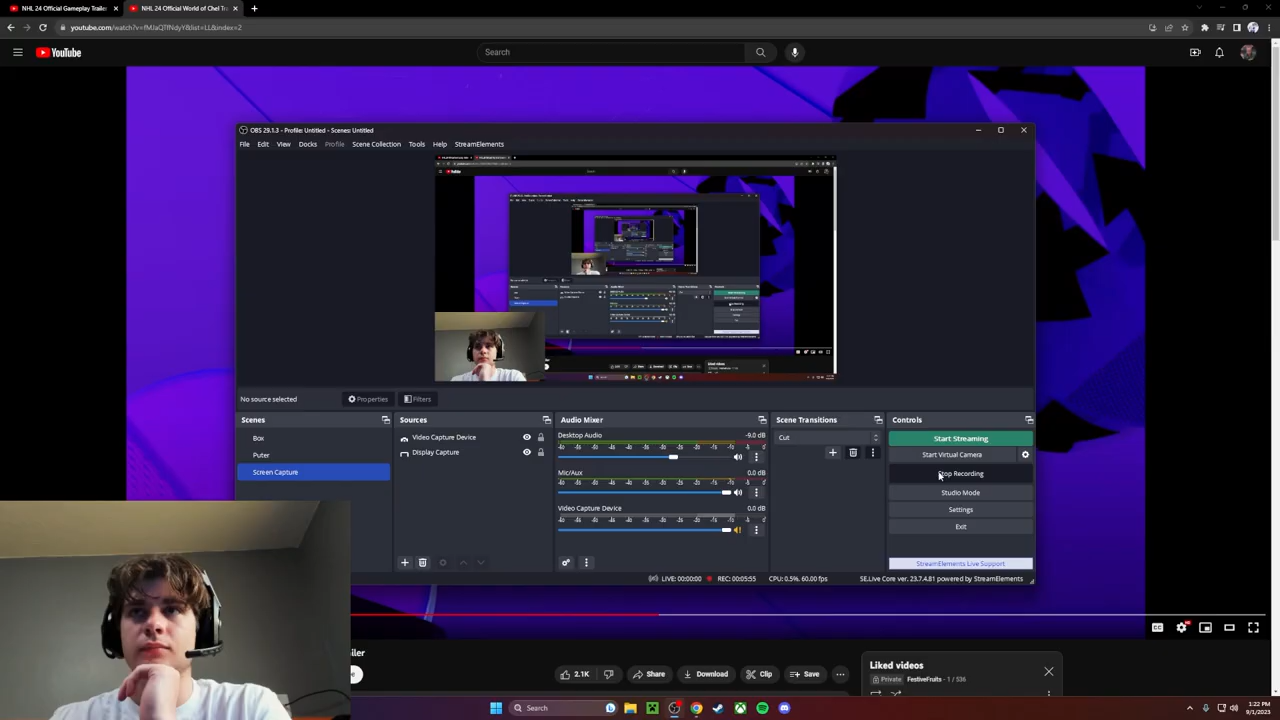 NHL 24 Official Gameplay Trailer
NHL 24 Official World of Chel Tr
youtube.com/watch?v=fMJaQTfNdyY&list=LL&index=2
YouTube
Search
OBS 29.1.3 - Profile: Untitled - Scenes: Untitled
File Edit View Docks Profile Scene Collection Tools Help StreamElements
No source selected
Properties
Filters
Scenes
Sources
Audio Mixer
Scene Transitions
Controls
Box
Puter
Screen Capture
Video Capture Device
Display Capture
Desktop Audio -9.0 dB
Mic/Aux 0.0 dB
Video Capture Device 0.0 dB
Cut
Start Streaming
Start Virtual Camera
Stop Recording
Studio Mode
Settings
Exit
StreamElements Live Support
LIVE: 00:00:00 REC: 00:05:55 CPU: 0.5%, 60.00 fps SE.Live Core ver. 23.7.4.81 powered by StreamElements
CC
iler
2.1K
Share
Download
Clip
Save
Liked videos
Private FestiveFruits - 1 / 536
Search
1:22 PM
9/1/2023